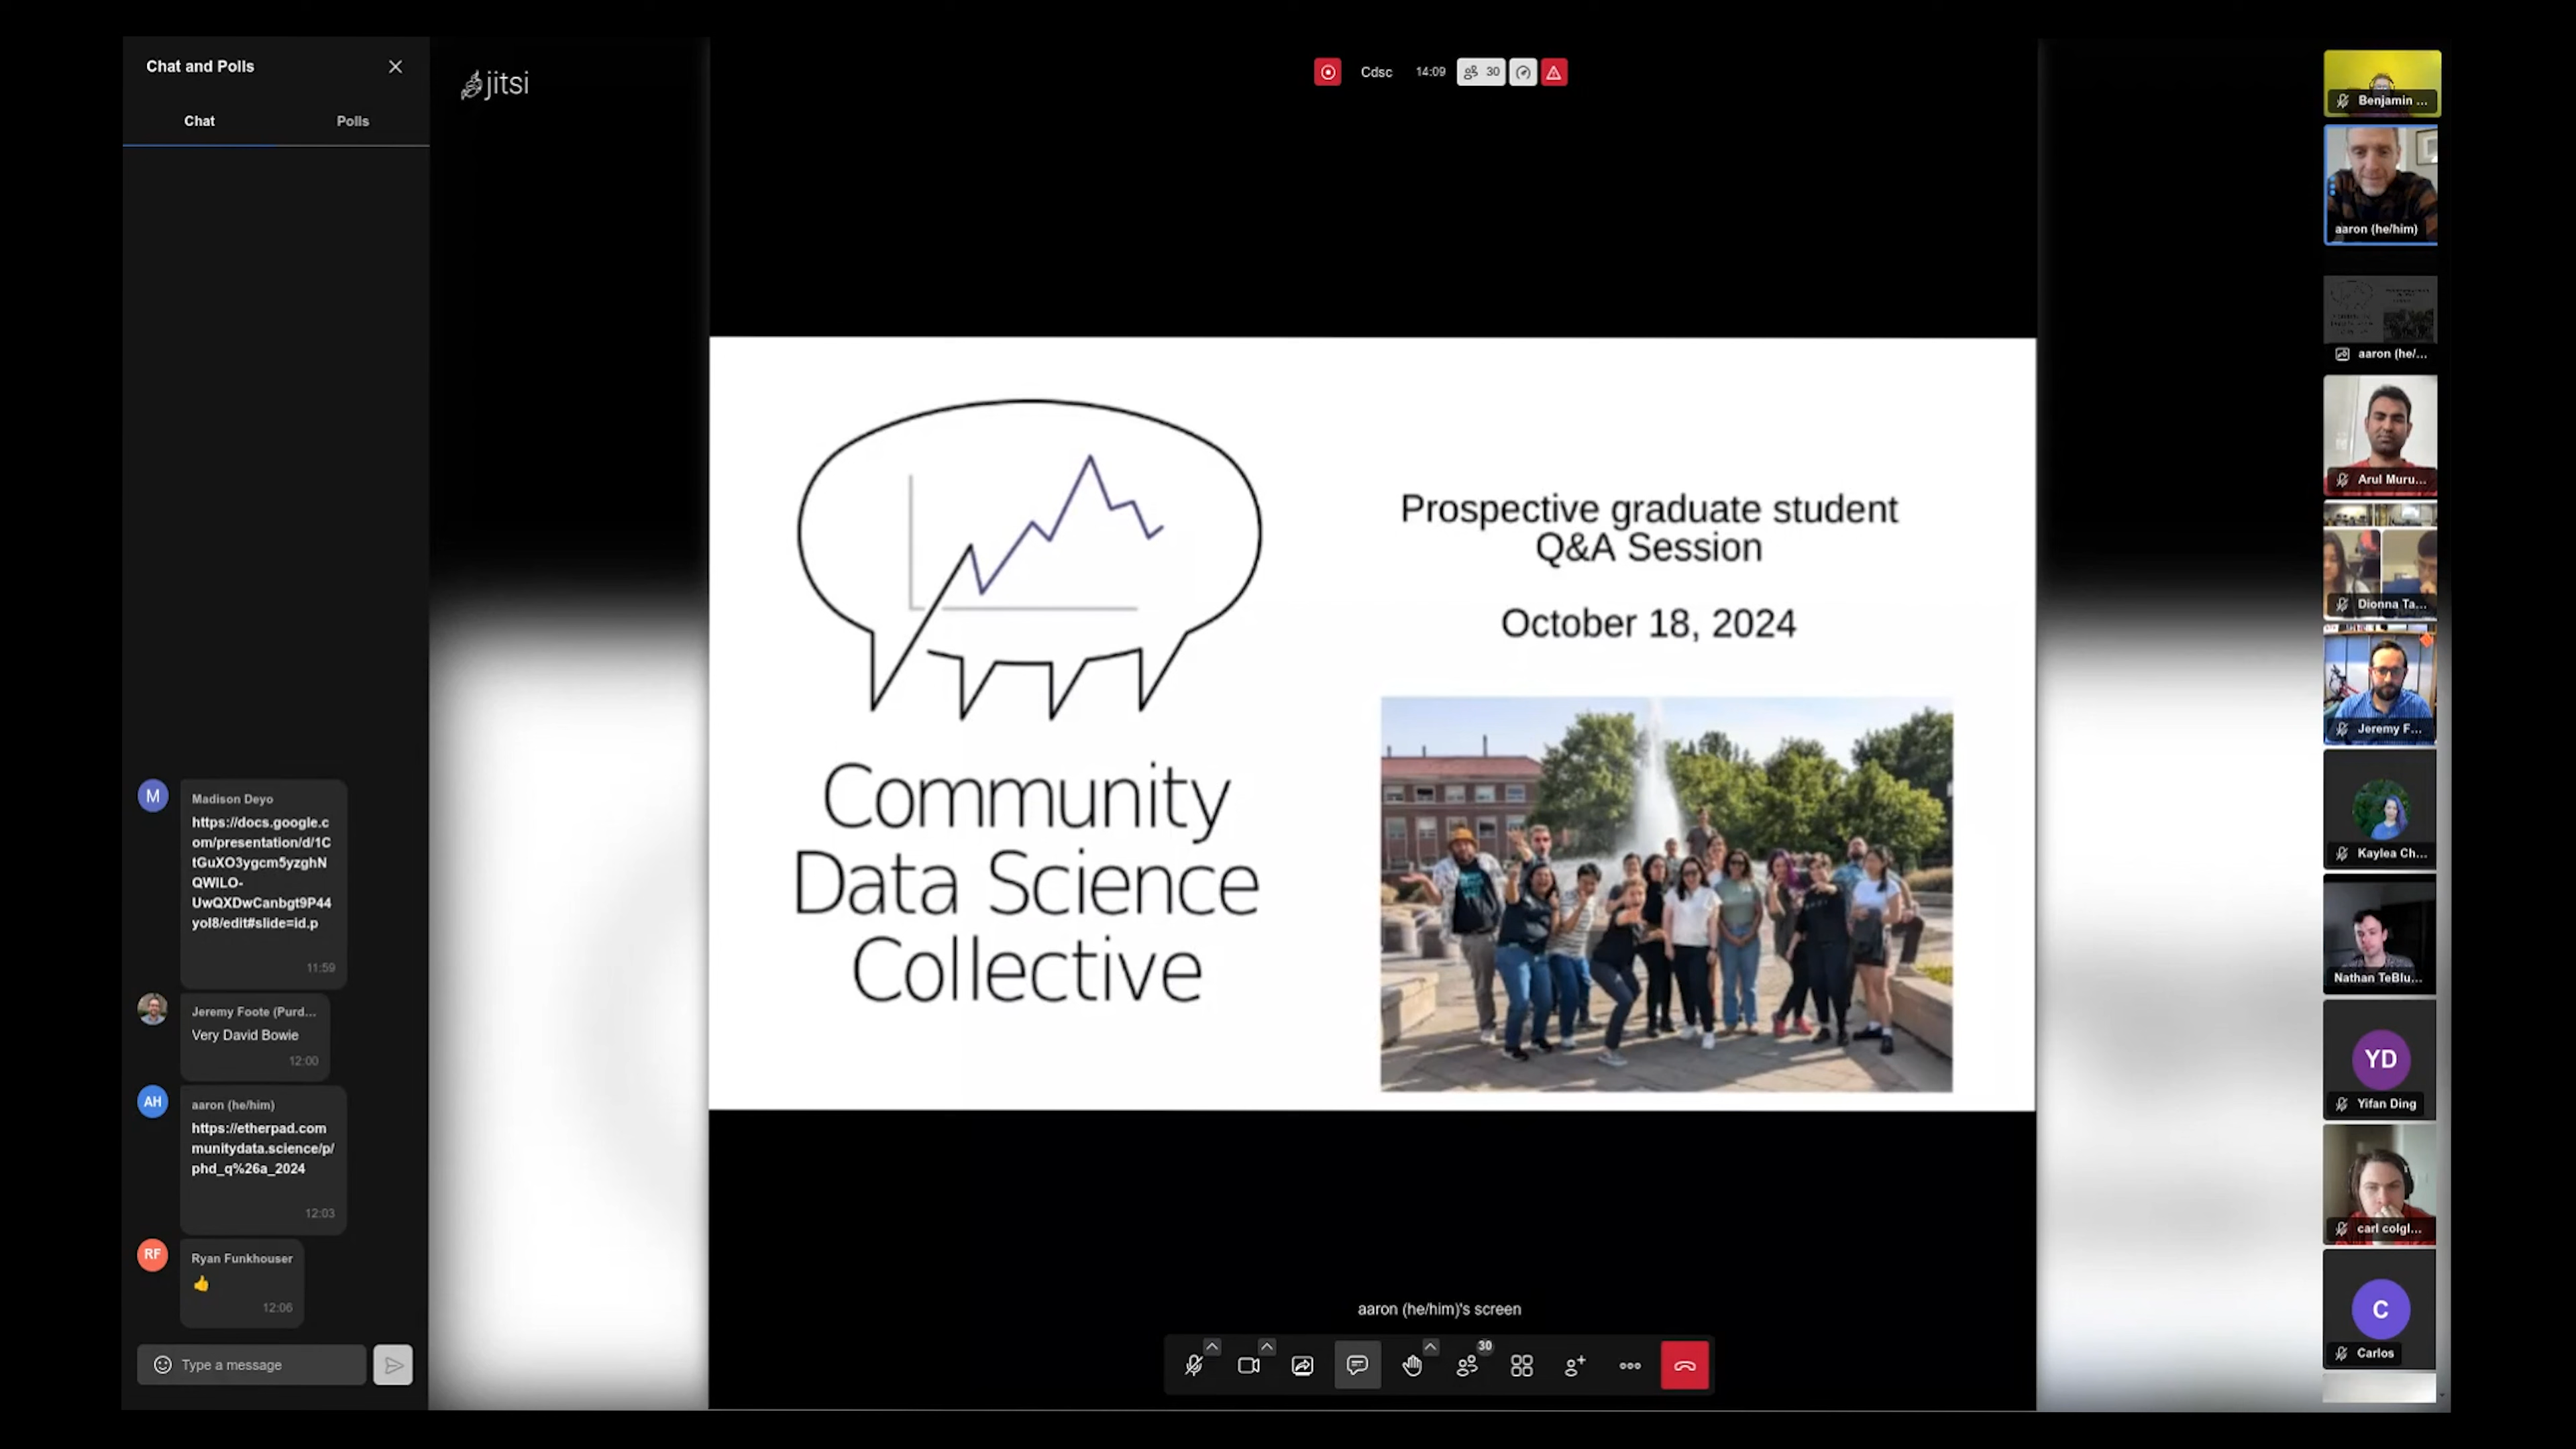 Chat and Polls
Chat
Polls
Madison Deyo
https://docs.google.c
om/presentation/d/1C
tGuXO3ygcm5yzghN
QWILO-
UwQXDwCanbgt9P44
yoI8/edit#slide=id.p
11:59
Jeremy Foote (Purd...
Very David Bowie
12:00
AH
aaron (he/him)
https://etherpad.com
munitydata.science/p/
phd_q%26a_2024
12:03
RF
Ryan Funkhouser
12:06
Type a message
M
jitsi
Cdsc
14:09
30
Community
Data Science
Collective
Prospective graduate student
Q&A Session
October 18, 2024
aaron (he/him)'s screen
30
Benjamin ...
aaron (he/him)
aaron (he/...
Arul Muru...
Dionna Ta...
Jeremy F...
Kaylea Ch...
Nathan TeBlu...
YD
Yifan Ding
carl colgl...
C
Carlos